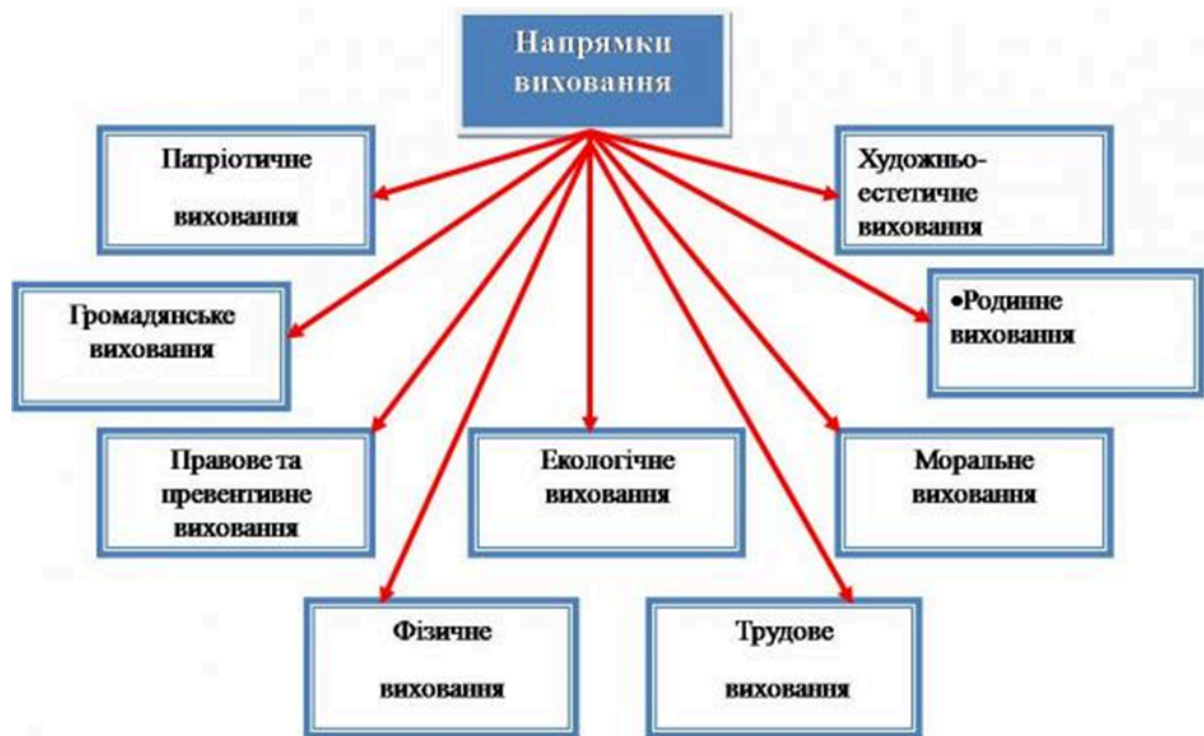 Напрямки
виховання
Патріотичне
виховання
Художньо-
естетичне
виховання
Громадянське
виховання
•Родинне
виховання
Правове та
превентивне
виховання
Екологічне
виховання
Моральне
виховання
Фізичне
виховання
Трудове
виховання